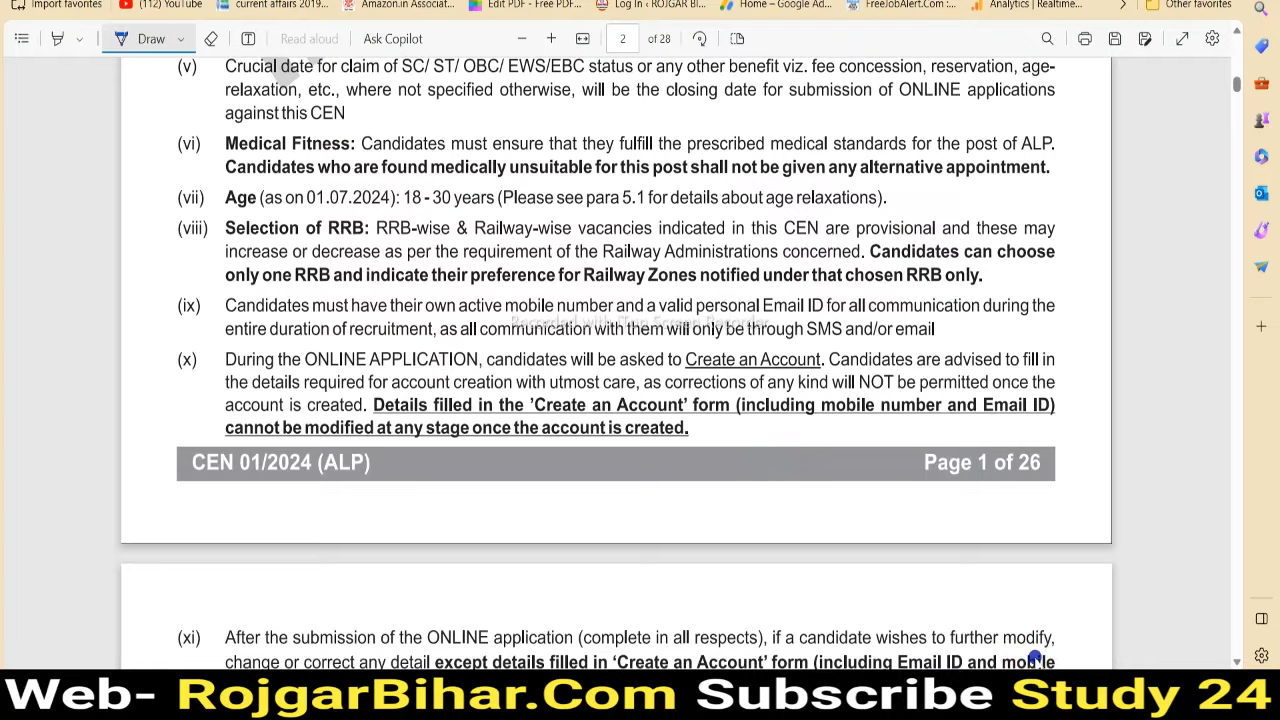 Import favorites (112) YouTube current affairs 2019... Amazon.in Associat... Edit PDF - Free PDF... Log In ‹ ROJGAR BI... Home – Google Ad... FreeJobAlert.Com :... Analytics | Realtime... Other favorites
Draw Read aloud Ask Copilot 2 of 28
(v) Crucial date for claim of SC/ ST/ OBC/ EWS/EBC status or any other benefit viz. fee concession, reservation, age-
relaxation, etc., where not specified otherwise, will be the closing date for submission of ONLINE applications
against this CEN
(vi) Medical Fitness: Candidates must ensure that they fulfill the prescribed medical standards for the post of ALP.
Candidates who are found medically unsuitable for this post shall not be given any alternative appointment.
(vii) Age (as on 01.07.2024): 18 - 30 years (Please see para 5.1 for details about age relaxations).
(viii) Selection of RRB: RRB-wise & Railway-wise vacancies indicated in this CEN are provisional and these may
increase or decrease as per the requirement of the Railway Administrations concerned. Candidates can choose
only one RRB and indicate their preference for Railway Zones notified under that chosen RRB only.
(ix) Candidates must have their own active mobile number and a valid personal Email ID for all communication during the
Recorded with iTop Screen Recorder
entire duration of recruitment, as all communication with them will only be through SMS and/or email
(x) During the ONLINE APPLICATION, candidates will be asked to Create an Account. Candidates are advised to fill in
the details required for account creation with utmost care, as corrections of any kind will NOT be permitted once the
account is created. Details filled in the ’Create an Account’ form (including mobile number and Email ID)
cannot be modified at any stage once the account is created.
CEN 01/2024 (ALP) Page 1 of 26
(xi) After the submission of the ONLINE application (complete in all respects), if a candidate wishes to further modify,
change or correct any detail except details filled in ‘Create an Account’ form (including Email ID and mobile
Web- RojgarBihar.Com Subscribe Study 24